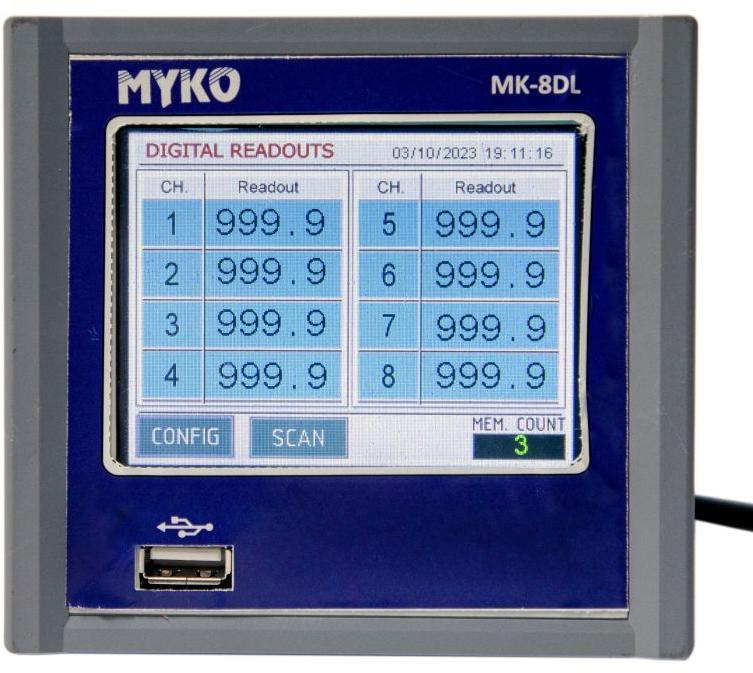 MYKO MK-8DL
DIGITAL READOUTS 03/10/2023 19:11:16
CH. Readout CH. Readout
1 999.9 5 999.9
2 999.9 6 999.9
3 999.9 7 999.9
4 999.9 8 999.9
CONFIG SCAN MEM. COUNT
3